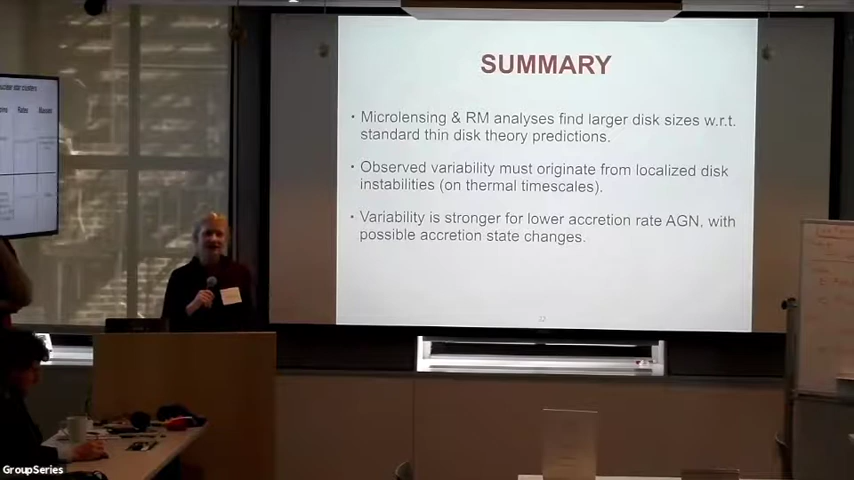 SUMMARY
• Microlensing & RM analyses find larger disk sizes w.r.t.
standard thin disk theory predictions.
• Observed variability must originate from localized disk
instabilities (on thermal timescales).
• Variability is stronger for lower accretion rate AGN, with
possible accretion state changes.
GroupSeries